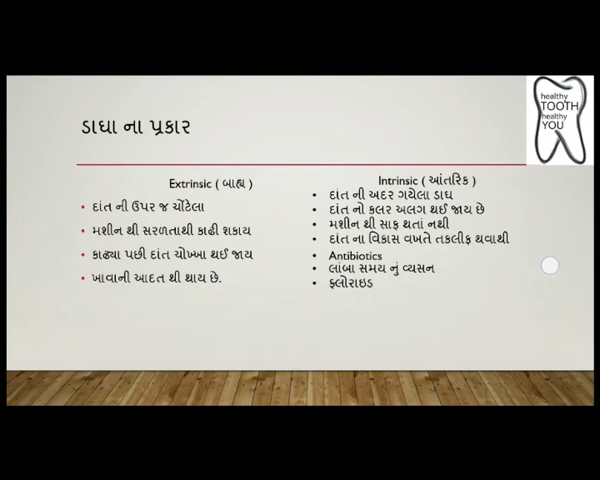 healthy
TOOTH
healthy
YOU
ડાઘા ના પ્રકાર
Extrinsic ( બાહ્ય )
• દાંત ની ઉપર જ ચોંટેલા
• મશીન થી સરળતાથી કાઢી શકાય
• કાઢ્યા પછી દાંત ચોખ્ખા થઈ જાય
• ખાવાની આદત થી થાય છે.
Intrinsic ( આંતરિક )
• દાંત ની અદર ગયેલા ડાઘ
• દાંત નો કલર અલગ થઈ જાય છે
• મશીન થી સાફ થતાં નથી
• દાંત ના વિકાસ વખતે તકલીફ થવાથી
• Antibiotics
• લાંબા સમય નું વ્યસન
• ફ્લોરાઇડ